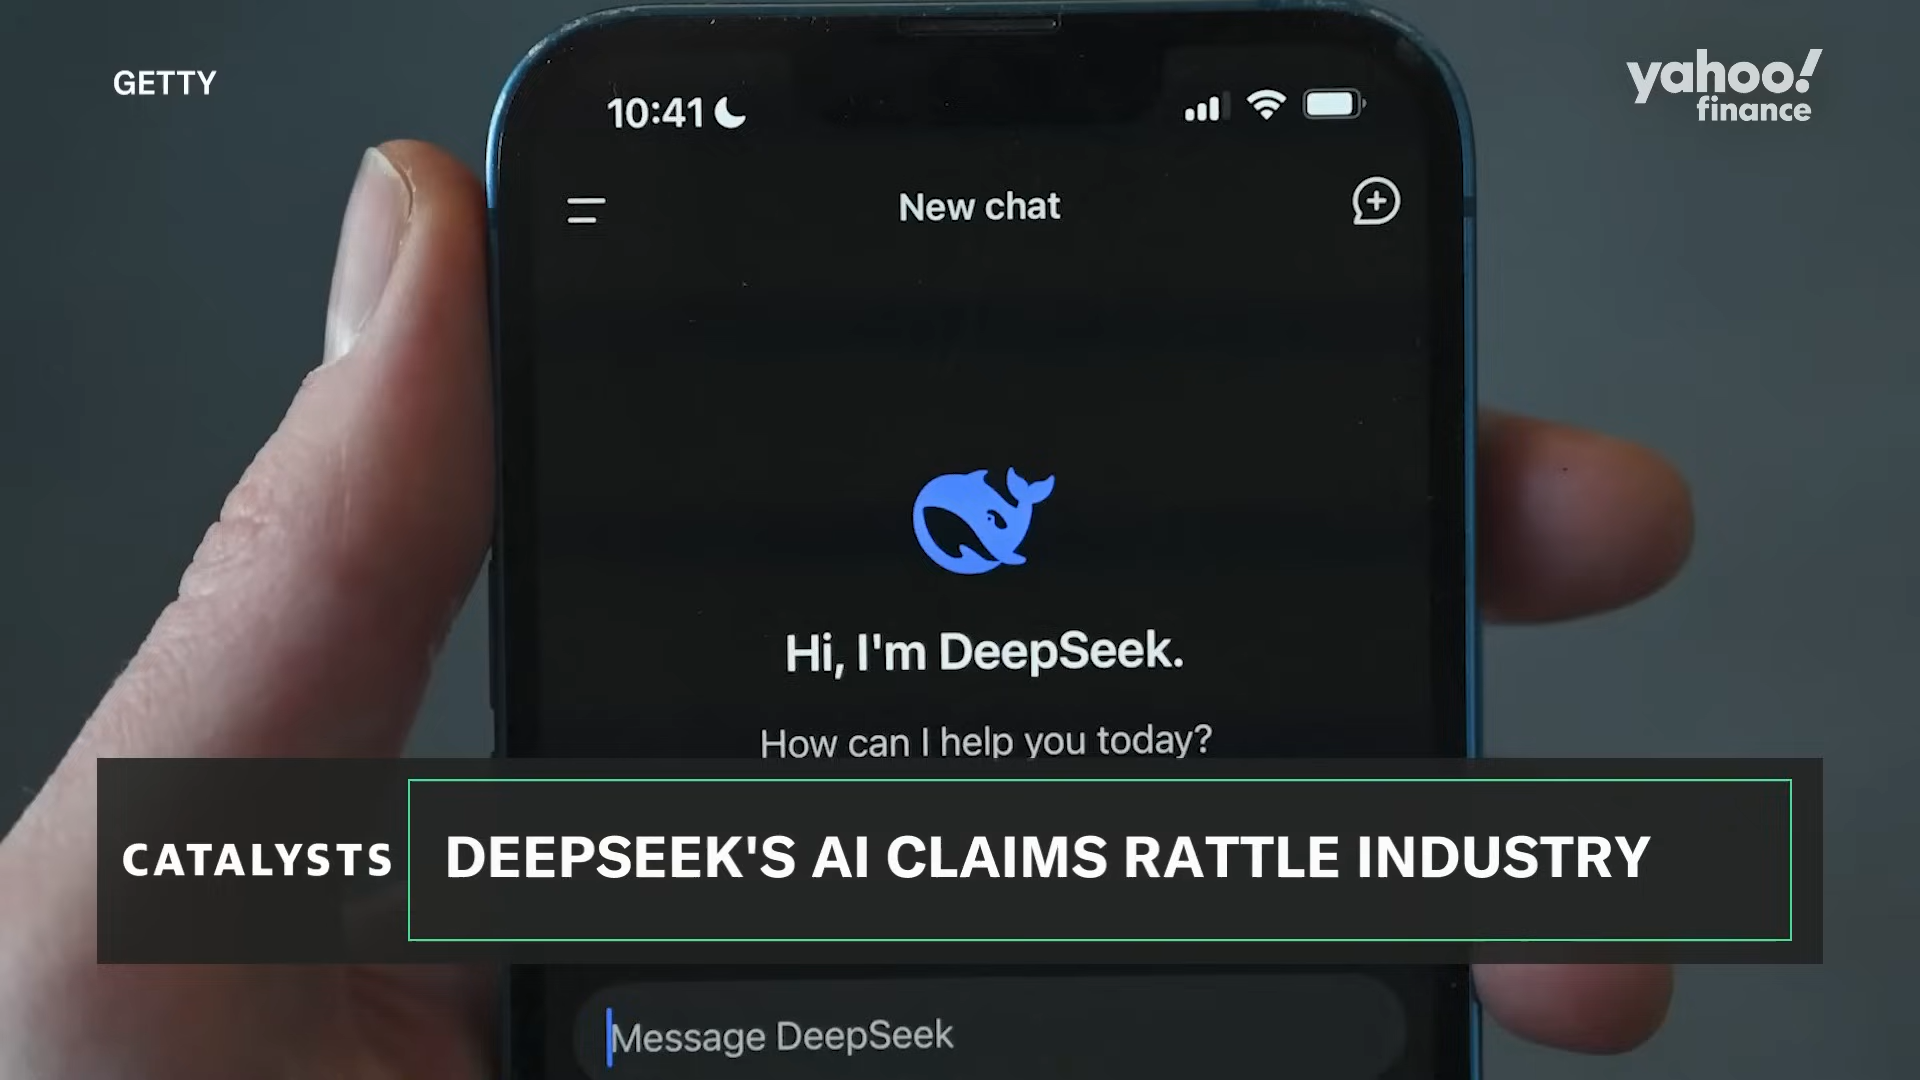 GETTY
yahoo!
finance
10:41
New chat
Hi, I'm DeepSeek.
How can I help you today?
CATALYSTS
DEEPSEEK'S AI CLAIMS RATTLE INDUSTRY
Message DeepSeek